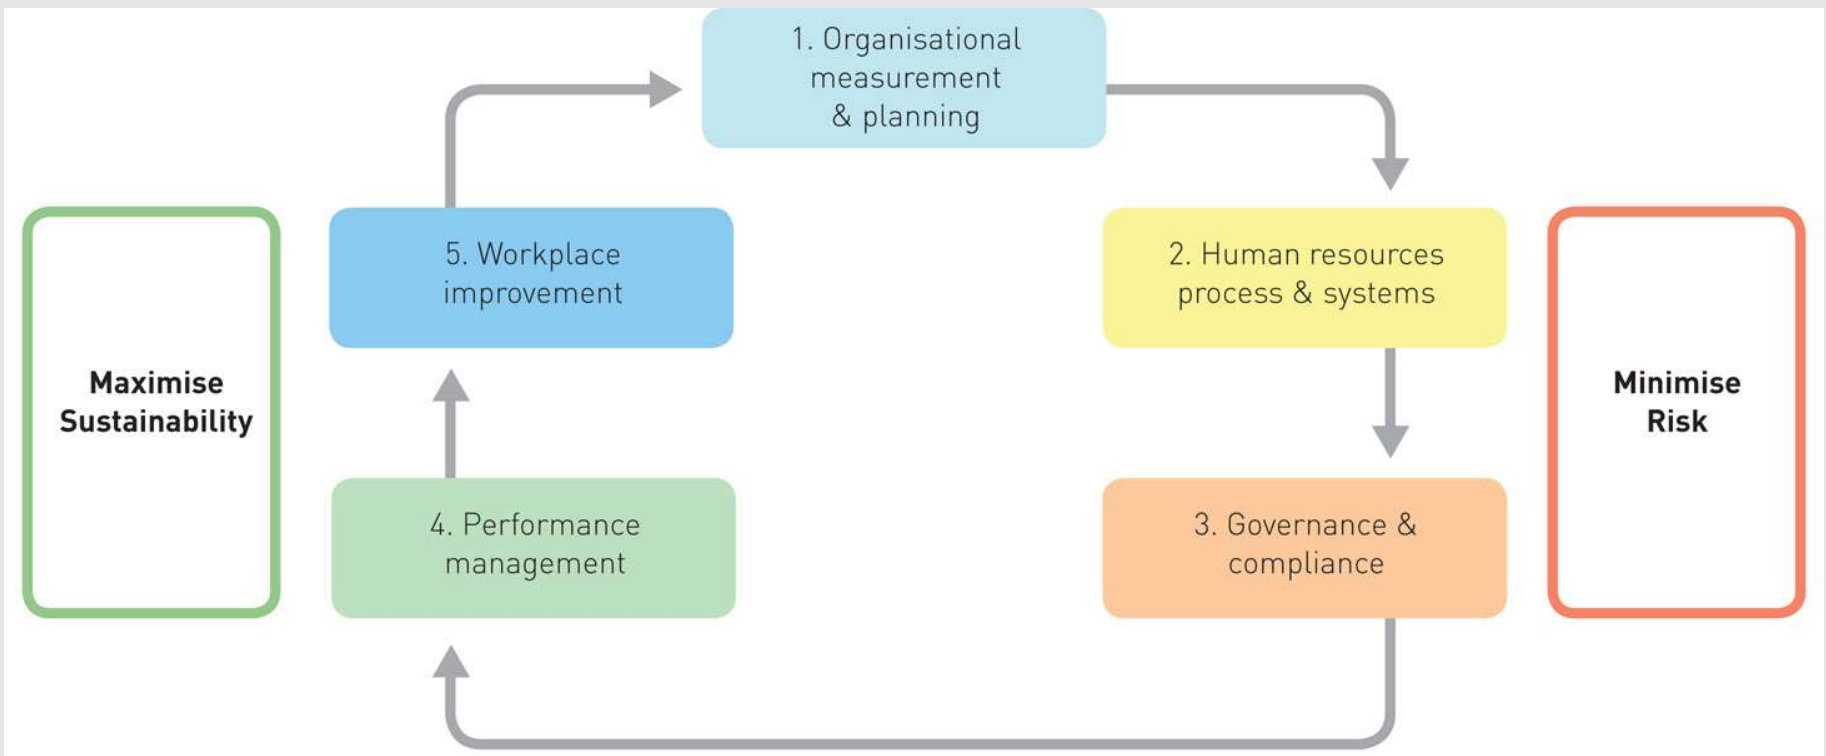 1. Organisational
measurement
& planning
5. Workplace
improvement
2. Human resources
process & systems
Maximise
Sustainability
Minimise
Risk
4. Performance
management
3. Governance &
compliance